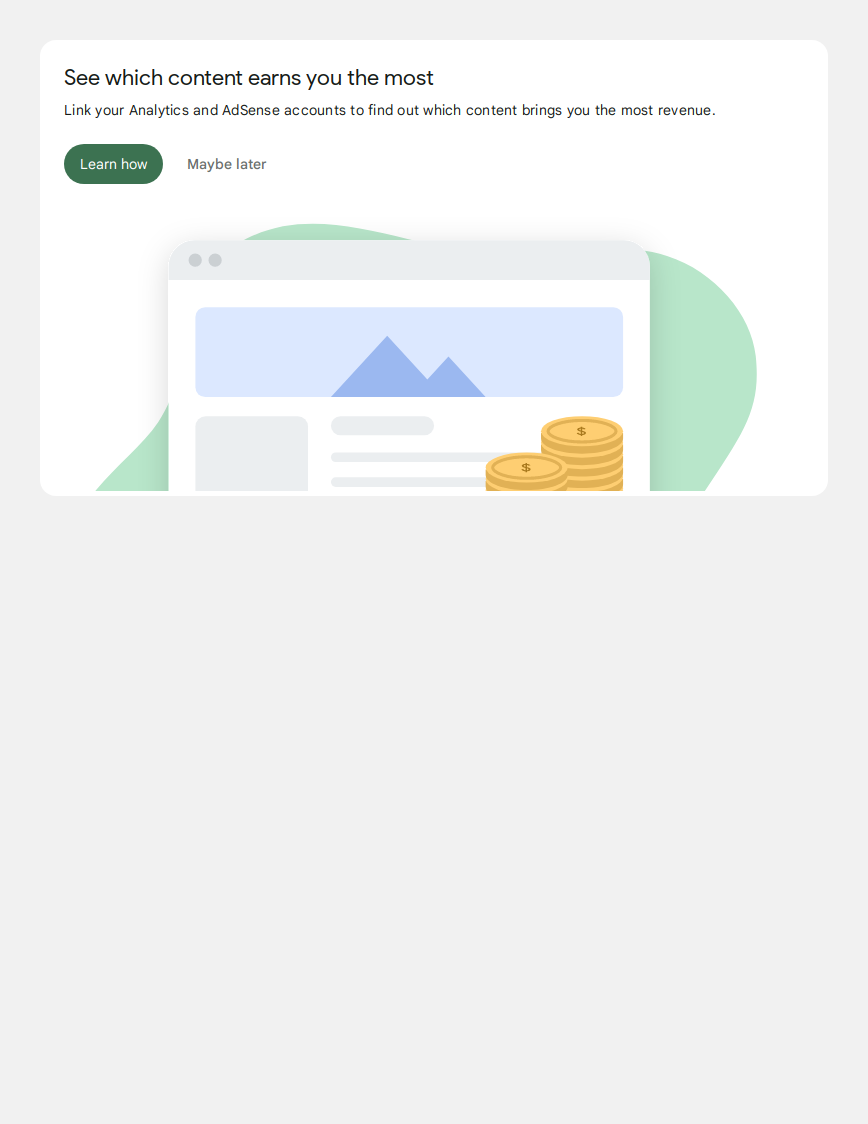 See which content earns you the most
Link your Analytics and AdSense accounts to find out which content brings you the most revenue.
Learn how
Maybe later
$
$